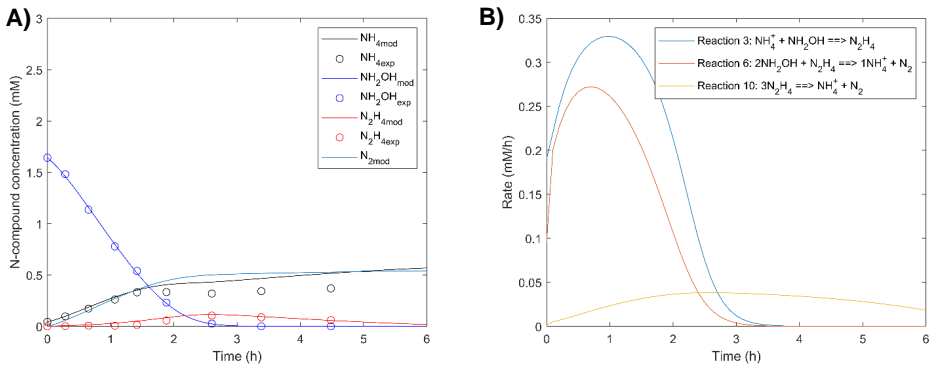 A)
N-compound concentration (mM)
3
2.5
2
1.5
1
0.5
0
0 1 2 3 4 5 6
Time (h)
NH4mod
NH4exp
NH2OHmod
NH2OHexp
N2H4mod
N2H4exp
N2mod
B)
Rate (mM/h)
0.35
0.3
0.25
0.2
0.15
0.1
0.05
0
0 1 2 3 4 5 6
Time (h)
Reaction 3: NH4+ + NH2OH ==> N2H4
Reaction 6: 2NH2OH + N2H4 ==> 1NH4+ + N2
Reaction 10: 3N2H4 ==> NH4+ + N2